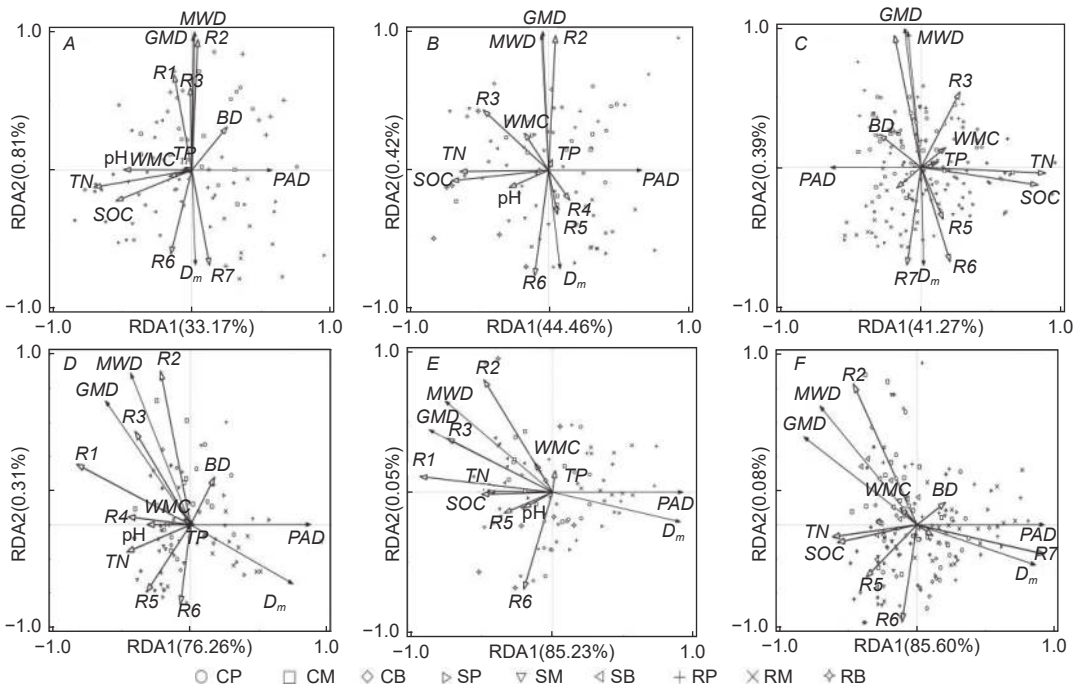 A
MWD
GMD
R2
R1
R3
BD
TP
pH
WMC
TN
SOC
PAD
R6
R7
Dm
1.0
RDA2(0.81%)
−1.0
−1.0
RDA1(33.17%)
1.0
B
GMD
MWD
R2
R3
WMC
TN
TP
SOC
pH
PAD
R4
R5
R6
Dm
1.0
RDA2(0.42%)
−1.0
−1.0
RDA1(44.46%)
1.0
C
GMD
MWD
R3
BD
WMC
TP
TN
PAD
SOC
R5
R6
R7
Dm
1.0
RDA2(0.39%)
−1.0
−1.0
RDA1(41.27%)
1.0
D
MWD
R2
GMD
R3
R1
BD
WMC
R4
pH
TP
PAD
TN
R5
R6
Dm
1.0
RDA2(0.31%)
−1.0
−1.0
RDA1(76.26%)
1.0
E
R2
MWD
GMD
R3
WMC
R1
TN
TP
SOC
PAD
R5
pH
Dm
R6
1.0
RDA2(0.05%)
−1.0
−1.0
RDA1(85.23%)
1.0
F
R2
MWD
GMD
WMC
BD
TN
SOC
PAD
R7
R5
Dm
R6
1.0
RDA2(0.08%)
−1.0
−1.0
RDA1(85.60%)
1.0
CP CM CB SP SM SB RP RM RB